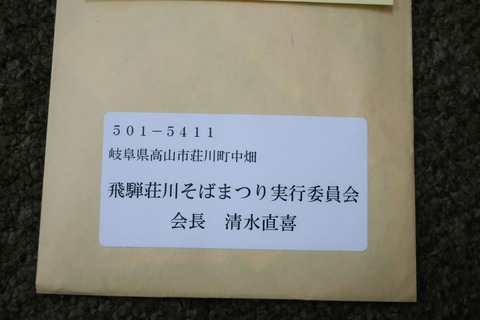 501-5411
岐阜県高山市荘川町中畑
飛騨荘川そばまつり実行委員会
会長　清水直喜